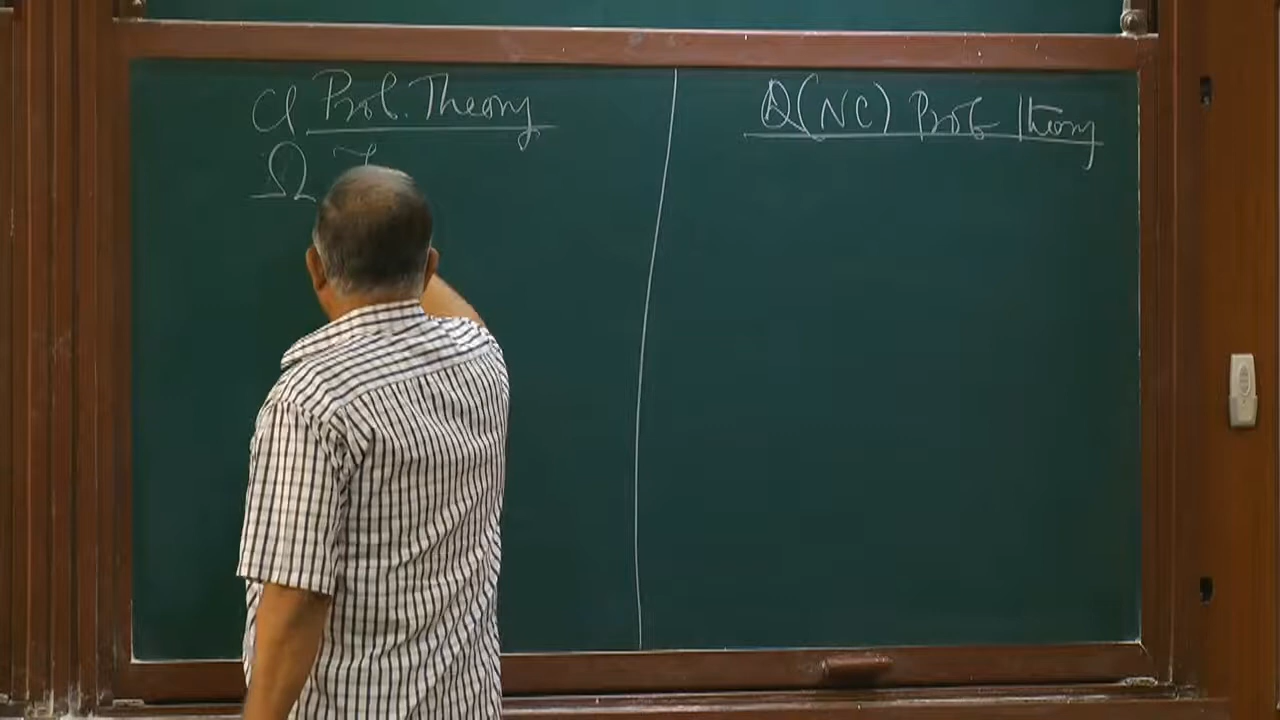 Cl Prob. Theory
Ω
Q (NC) Prob Theory